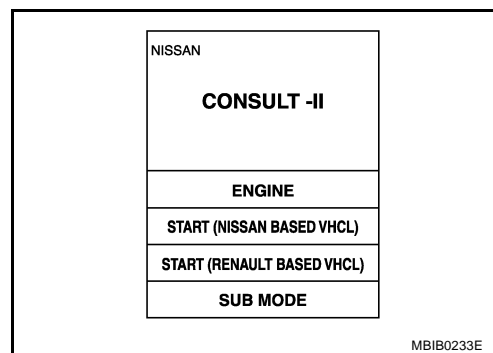 NISSAN
CONSULT -II
ENGINE
START (NISSAN BASED VHCL)
START (RENAULT BASED VHCL)
SUB MODE
MBIB0233E